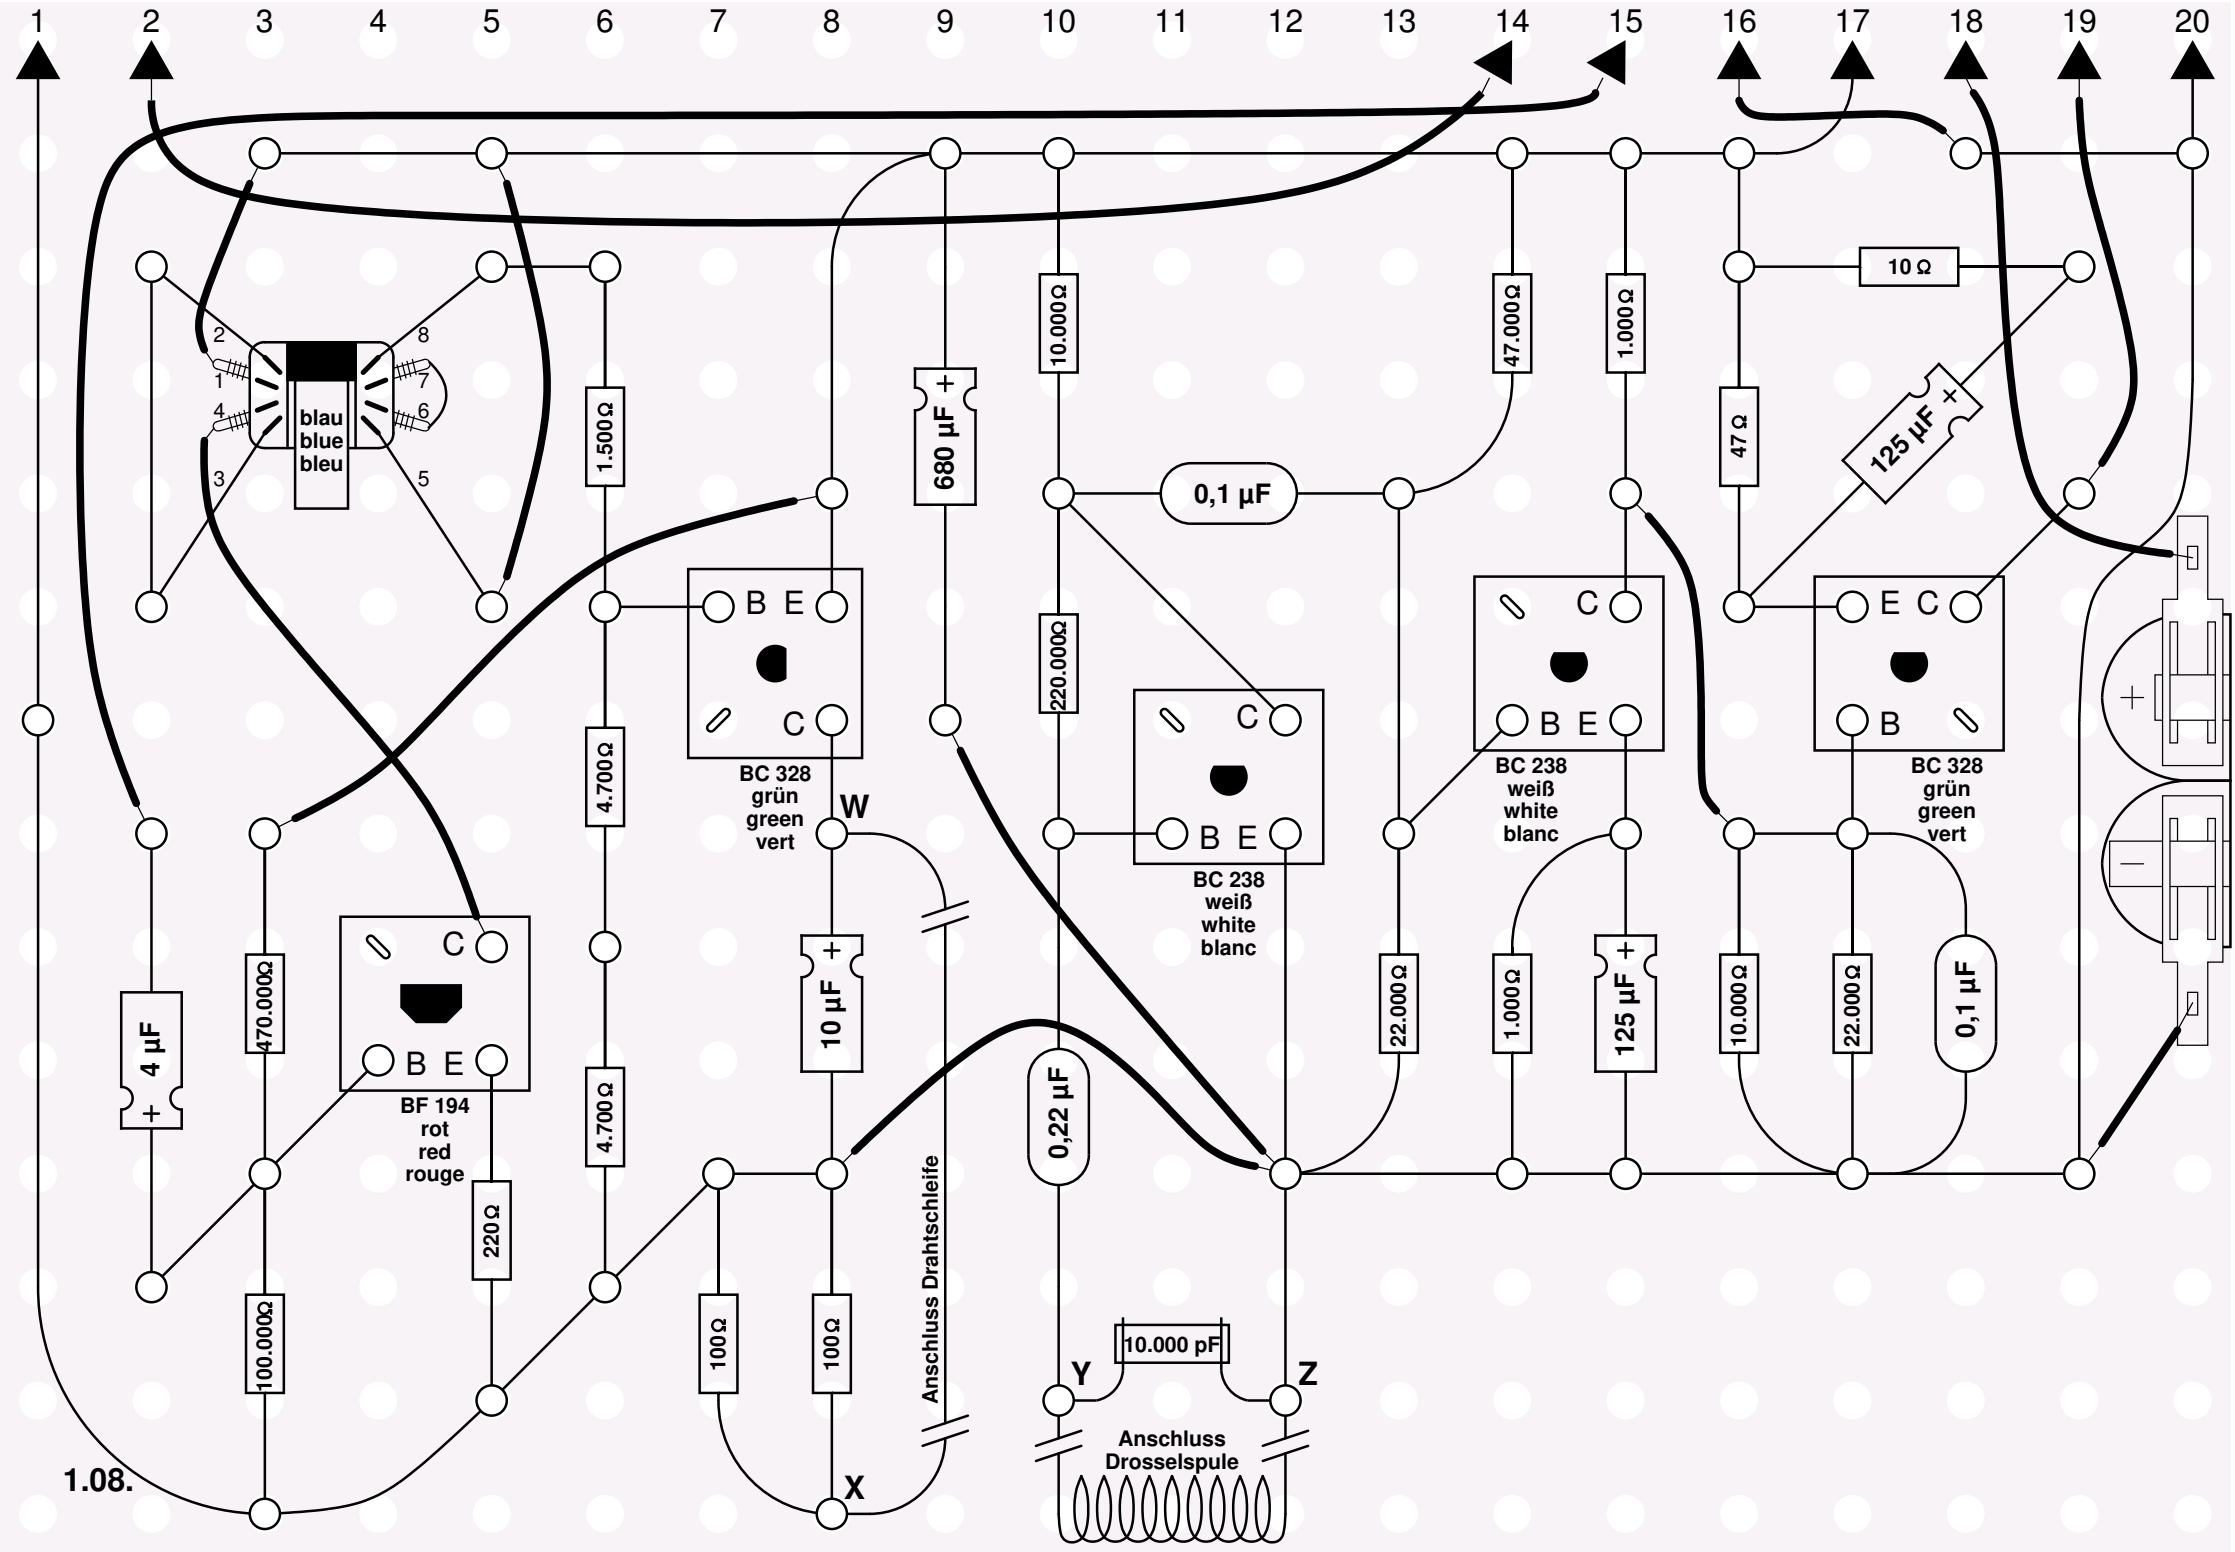 1 2 3 4 5 6 7 8 9 10 11 12 13 14 15 16 17 18 19 20
10 Ω
2
8
1
7
4
6
3
5
blau
blue
bleu
10.000Ω
47.000Ω
1.000Ω
1.500Ω
680 µF
+
47 Ω
125 µF
+
0,1 µF
B E
C
BC 328
grün
green
vert
220.000Ω
C
B E
BC 238
weiß
white
blanc
C
B E
BC 238
weiß
white
blanc
E C
B
BC 328
grün
green
vert
+
−
4.700Ω
W
C
B E
BF 194
rot
red
rouge
4 µF
+
470.000Ω
10 µF
+
22.000Ω
1.000Ω
125 µF
+
10.000Ω
22.000Ω
0,1 µF
4.700Ω
0,22 µF
220Ω
Anschluss Drahtschleife
100.000Ω
100Ω
100Ω
10.000 pF
Y
Z
Anschluss
Drosselspule
1.08.
X